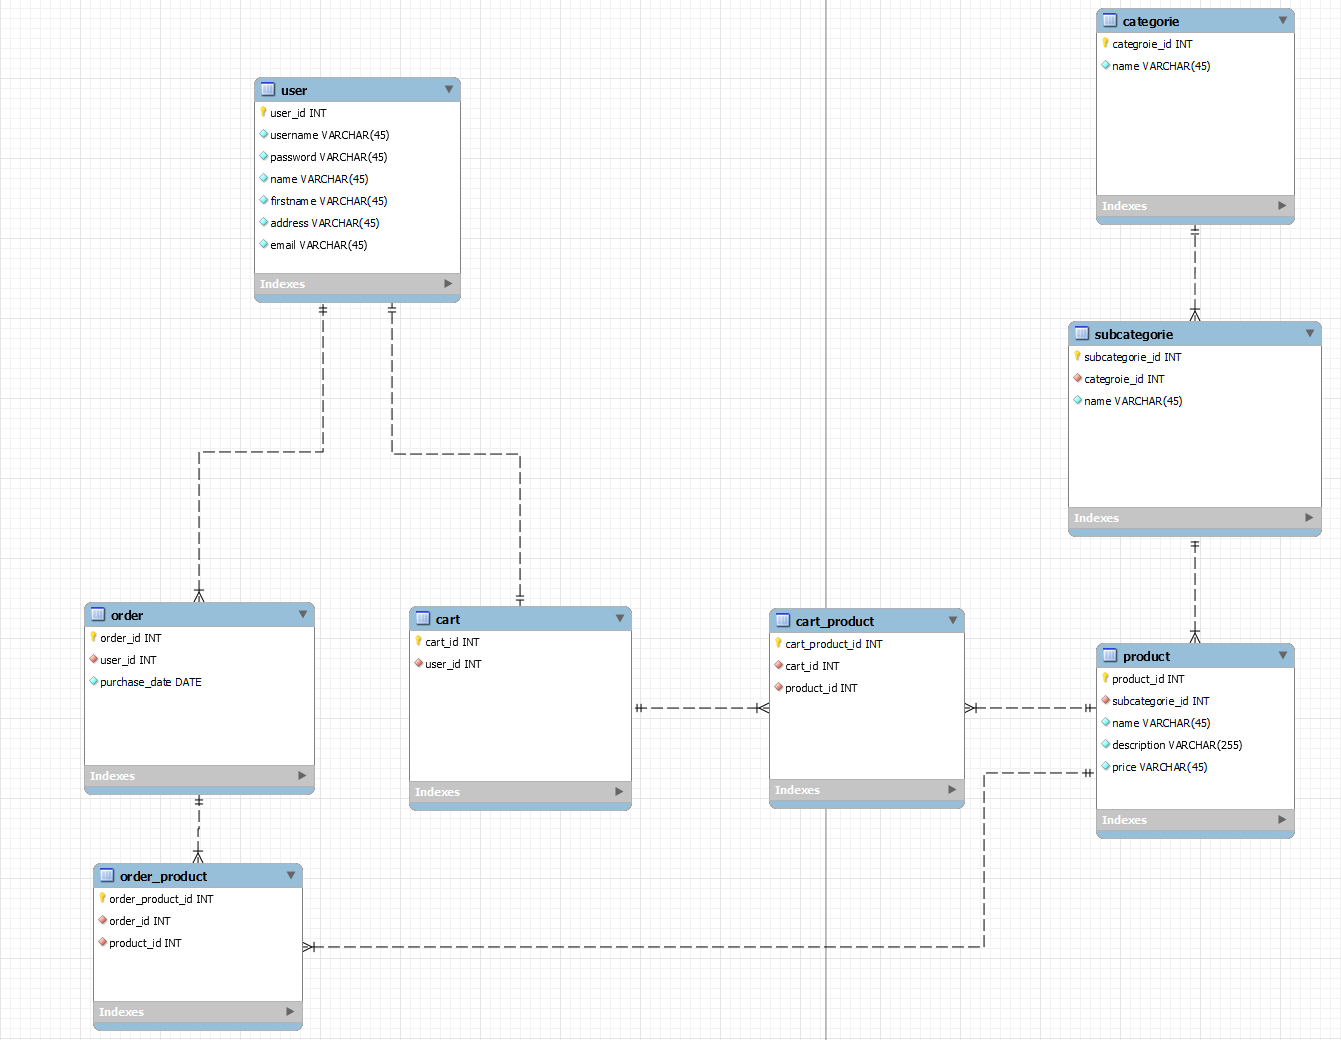 categorie
categroie_id INT
name VARCHAR(45)
Indexes
user
user_id INT
username VARCHAR(45)
password VARCHAR(45)
name VARCHAR(45)
firstname VARCHAR(45)
address VARCHAR(45)
email VARCHAR(45)
Indexes
subcategorie
subcategorie_id INT
categroie_id INT
name VARCHAR(45)
Indexes
order
order_id INT
user_id INT
purchase_date DATE
Indexes
cart
cart_id INT
user_id INT
Indexes
cart_product
cart_product_id INT
cart_id INT
product_id INT
Indexes
product
product_id INT
subcategorie_id INT
name VARCHAR(45)
description VARCHAR(255)
price VARCHAR(45)
Indexes
order_product
order_product_id INT
order_id INT
product_id INT
Indexes